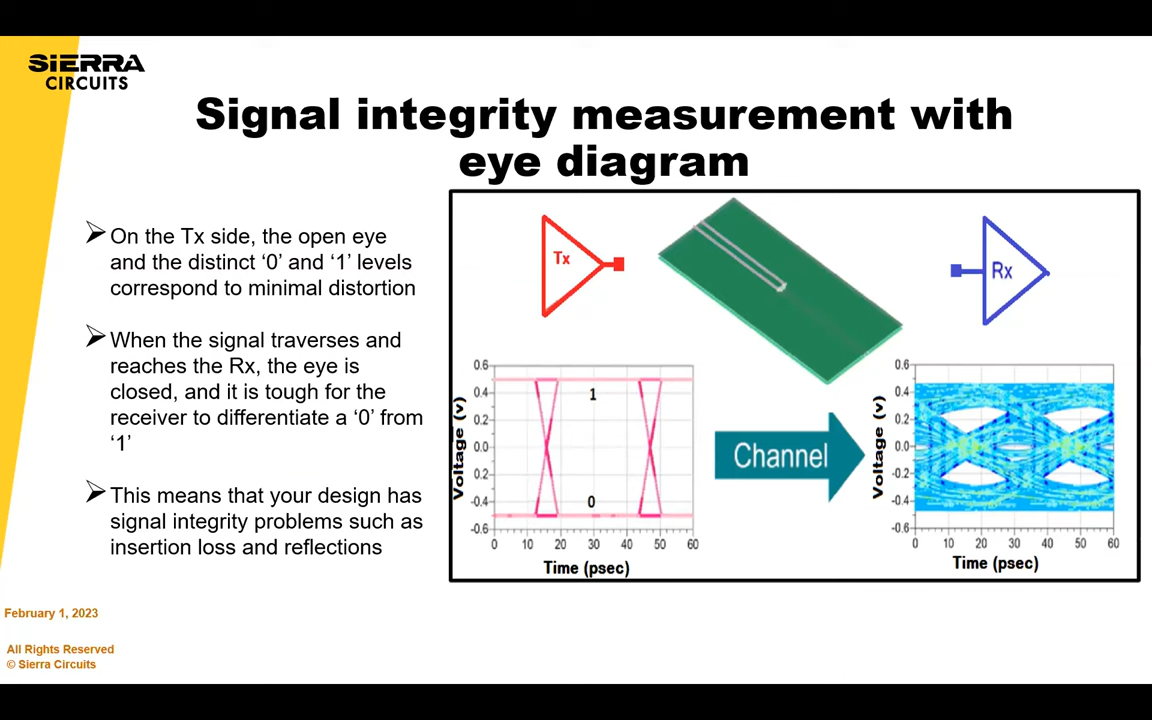 SIERRA
CIRCUITS
Signal integrity measurement with
eye diagram
➢ On the Tx side, the open eye
and the distinct ‘0’ and ‘1’ levels
correspond to minimal distortion
➢ When the signal traverses and
reaches the Rx, the eye is
closed, and it is tough for the
receiver to differentiate a ‘0’ from
‘1’
➢ This means that your design has
signal integrity problems such as
insertion loss and reflections
Tx
Rx
0.6
0.4
0.2
0.0
0.2
-0.4
-0.6
Voltage (v)
1
0
0 10 20 30 40 50 60
Time (psec)
Channel
0.6
0.4
0.2
-0.0
-0.2
-0.4
-0.6
Voltage (v)
0 10 20 30 40 50 60
Time (psec)
February 1, 2023
All Rights Reserved
© Sierra Circuits